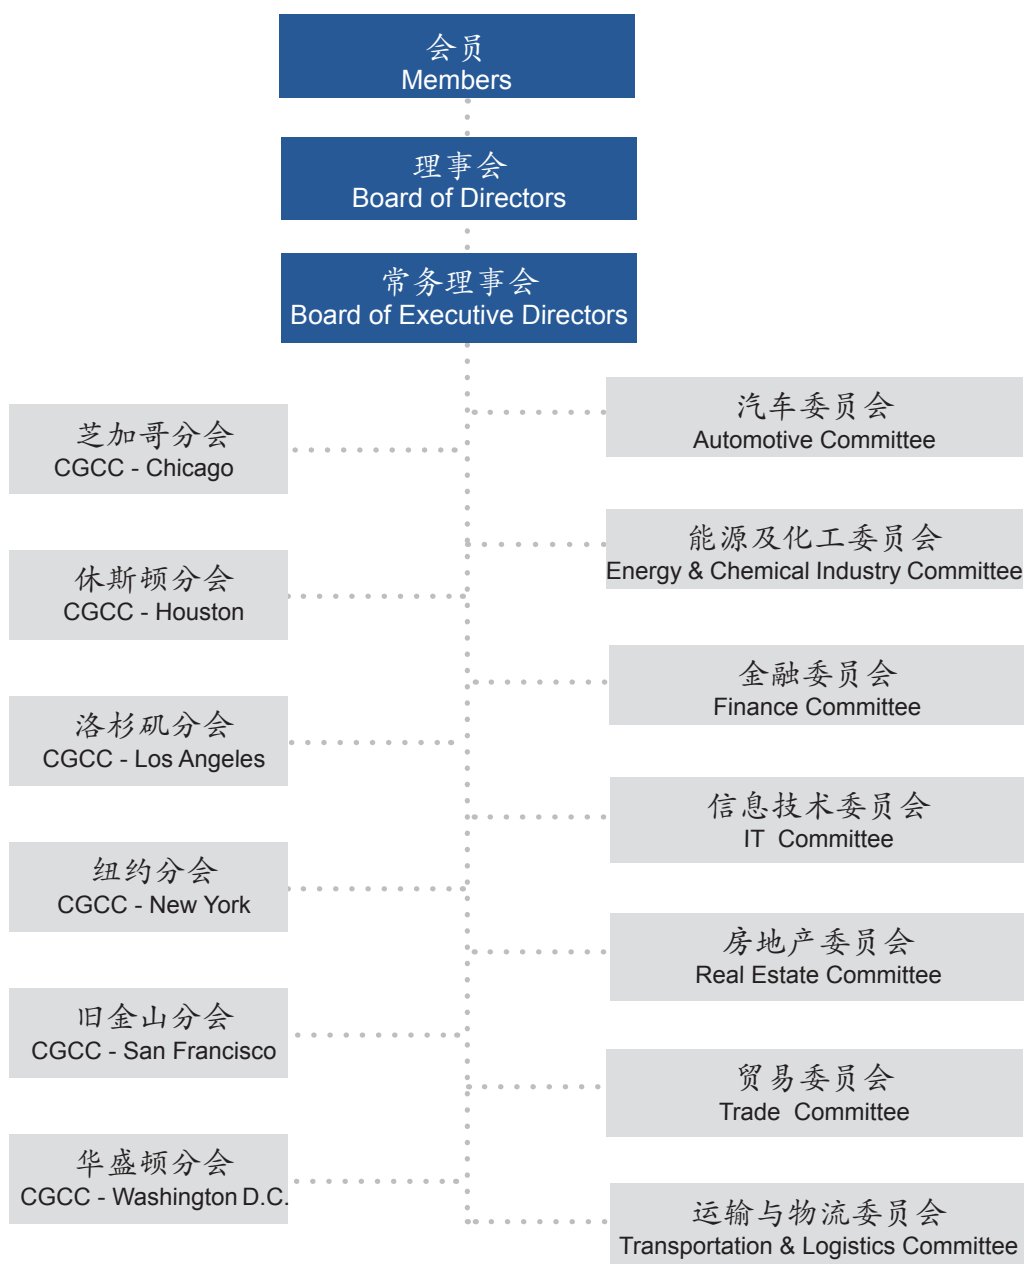 会员
Members
理事会
Board of Directors
常务理事会
Board of Executive Directors
芝加哥分会
CGCC - Chicago
休斯顿分会
CGCC - Houston
洛杉矶分会
CGCC - Los Angeles
纽约分会
CGCC - New York
旧金山分会
CGCC - San Francisco
华盛顿分会
CGCC - Washington D.C.
汽车委员会
Automotive Committee
能源及化工委员会
Energy & Chemical Industry Committee
金融委员会
Finance Committee
信息技术委员会
IT Committee
房地产委员会
Real Estate Committee
贸易委员会
Trade Committee
运输与物流委员会
Transportation & Logistics Committee